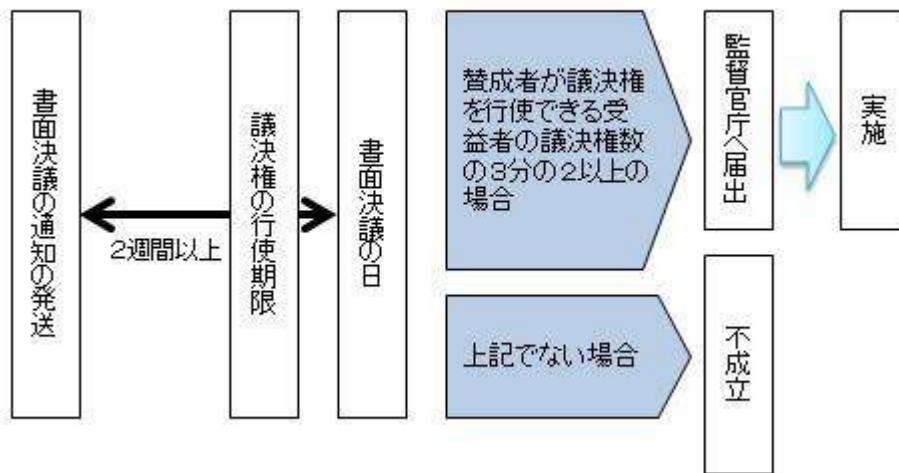 書面決議の通知の発送
2週間以上
議決権の行使期限
書面決議の日
賛成者が議決権
を行使できる受
益者の議決権数
の3分の2以上の
場合
監督官庁へ届出
実施
上記でない場合
不成立